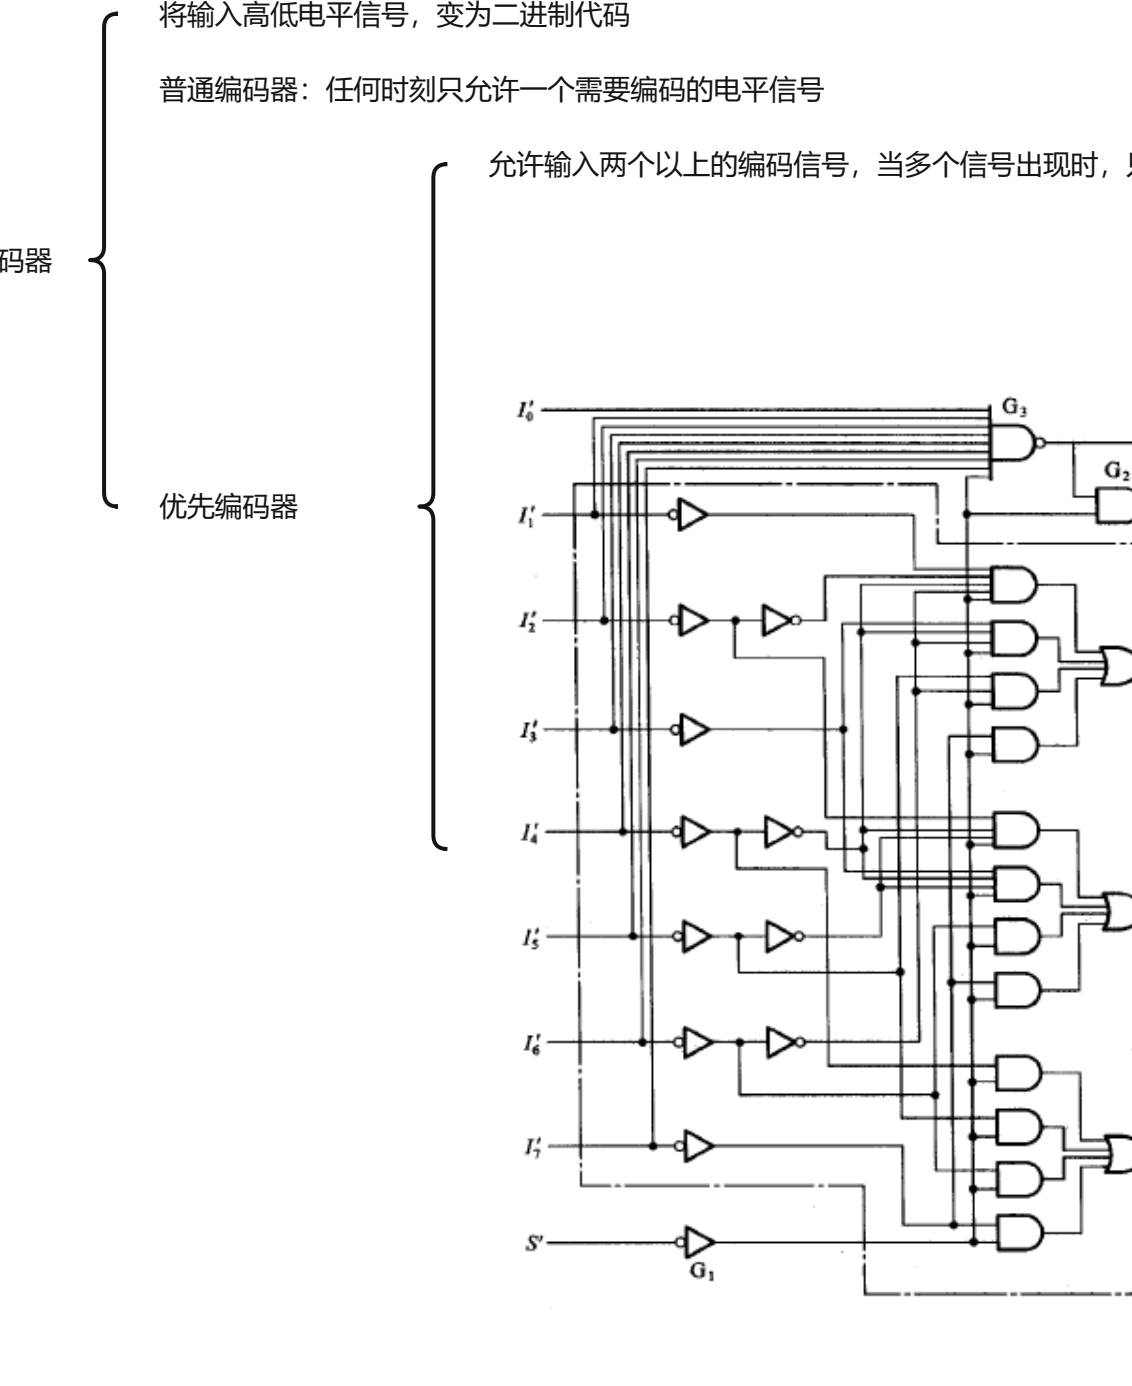 将输入高低电平信号，变为二进制代码
普通编码器：任何时刻只允许一个需要编码的电平信号
允许输入两个以上的编码信号，当多个信号出现时，
码器
优先编码器
I'₀
G₃
G₂
I'₁
I'₂
I'₃
I'₄
I'₅
I'₆
I'₇
S'
G₁